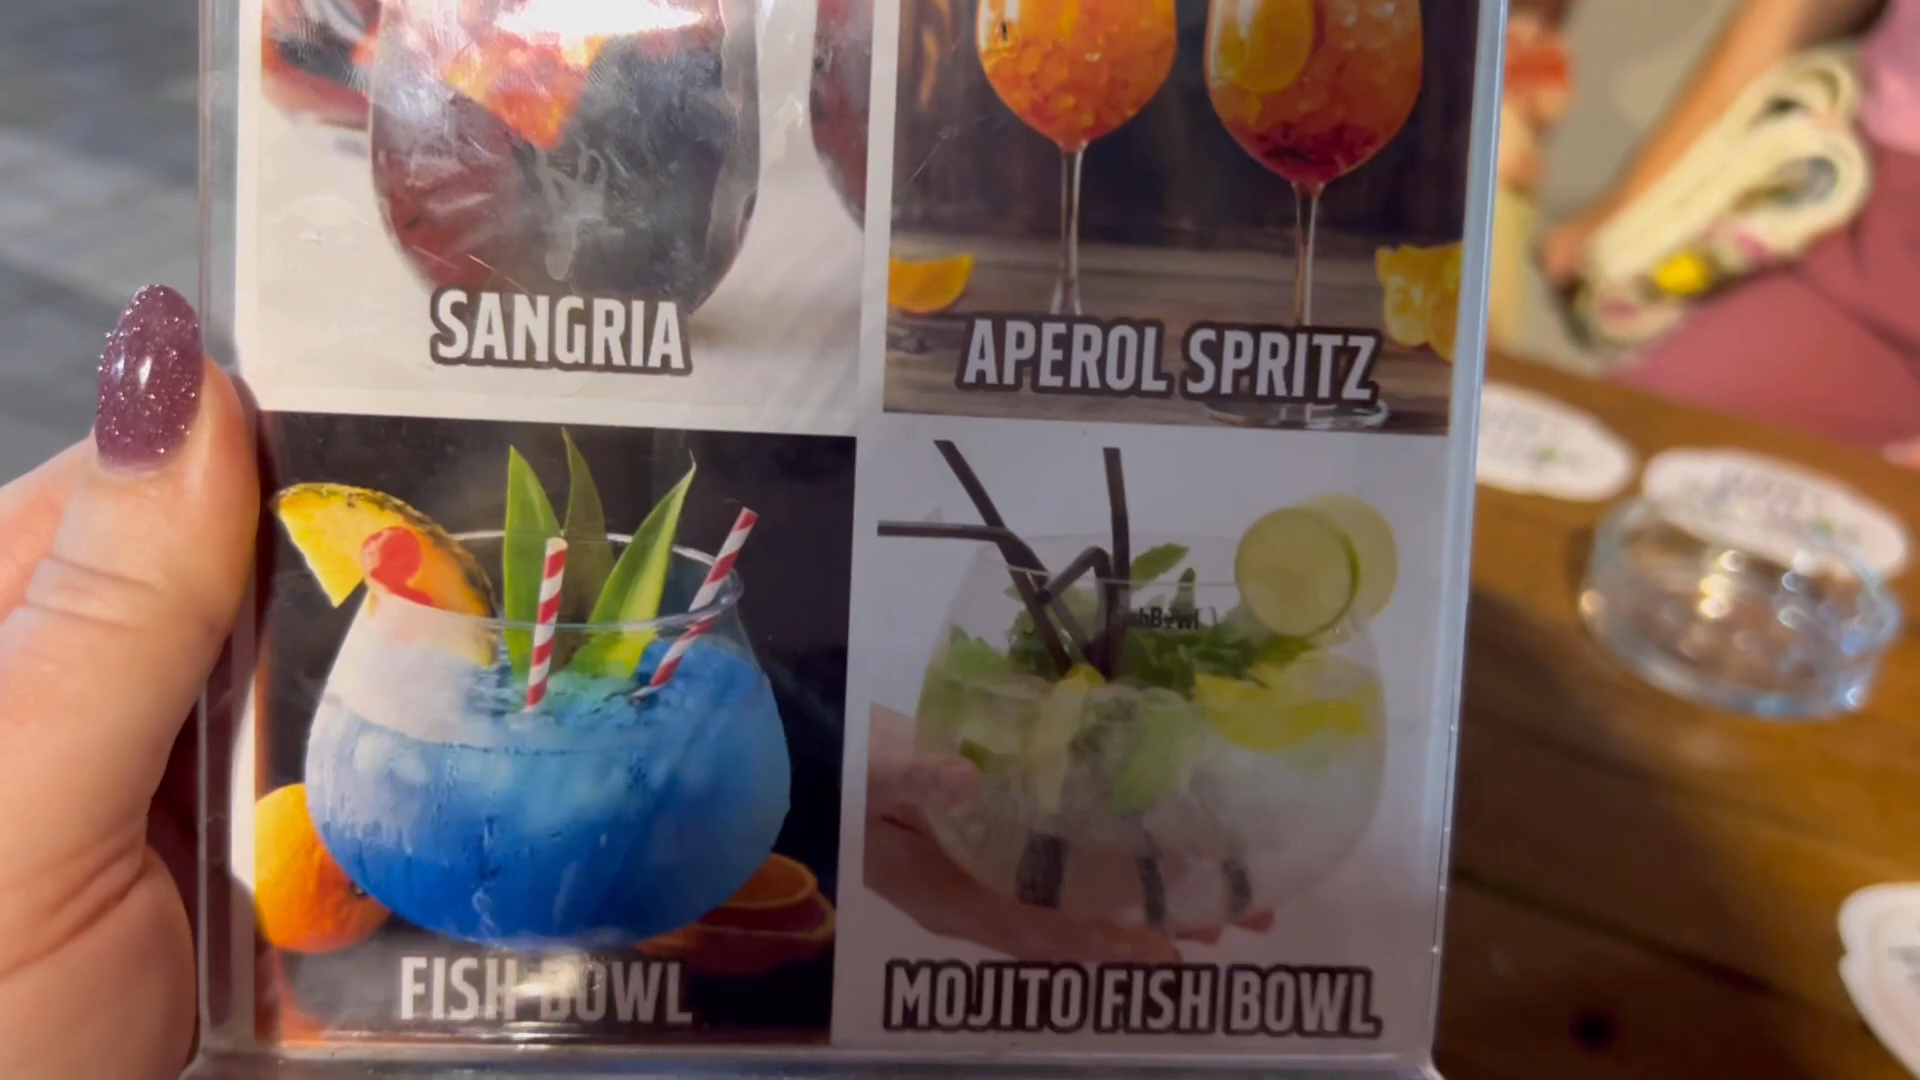 SANGRIA
APEROL SPRITZ
FISH BOWL
MOJITO FISH BOWL